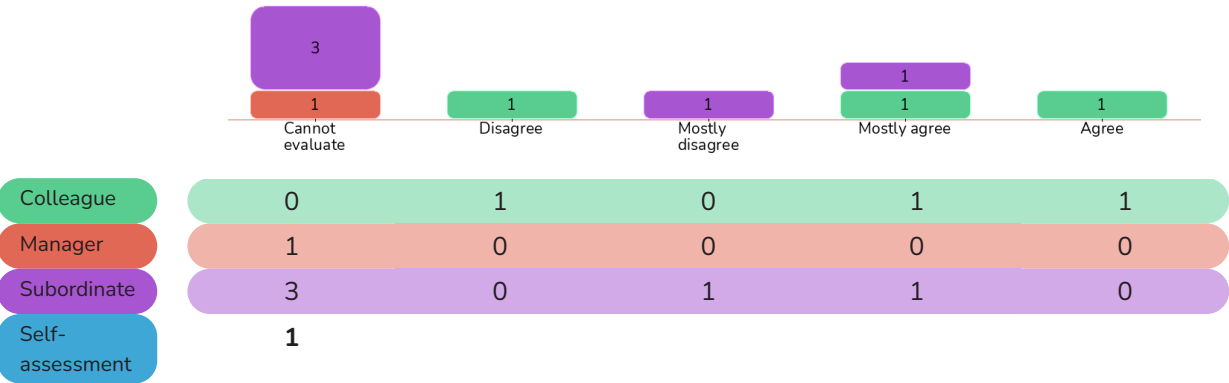 3
1
1
1
1
1
1
Cannot
evaluate
Disagree
Mostly
disagree
Mostly agree
Agree
Colleague 0 1 0 1 1
Manager 1 0 0 0 0
Subordinate 3 0 1 1 0
Self-
assessment
1